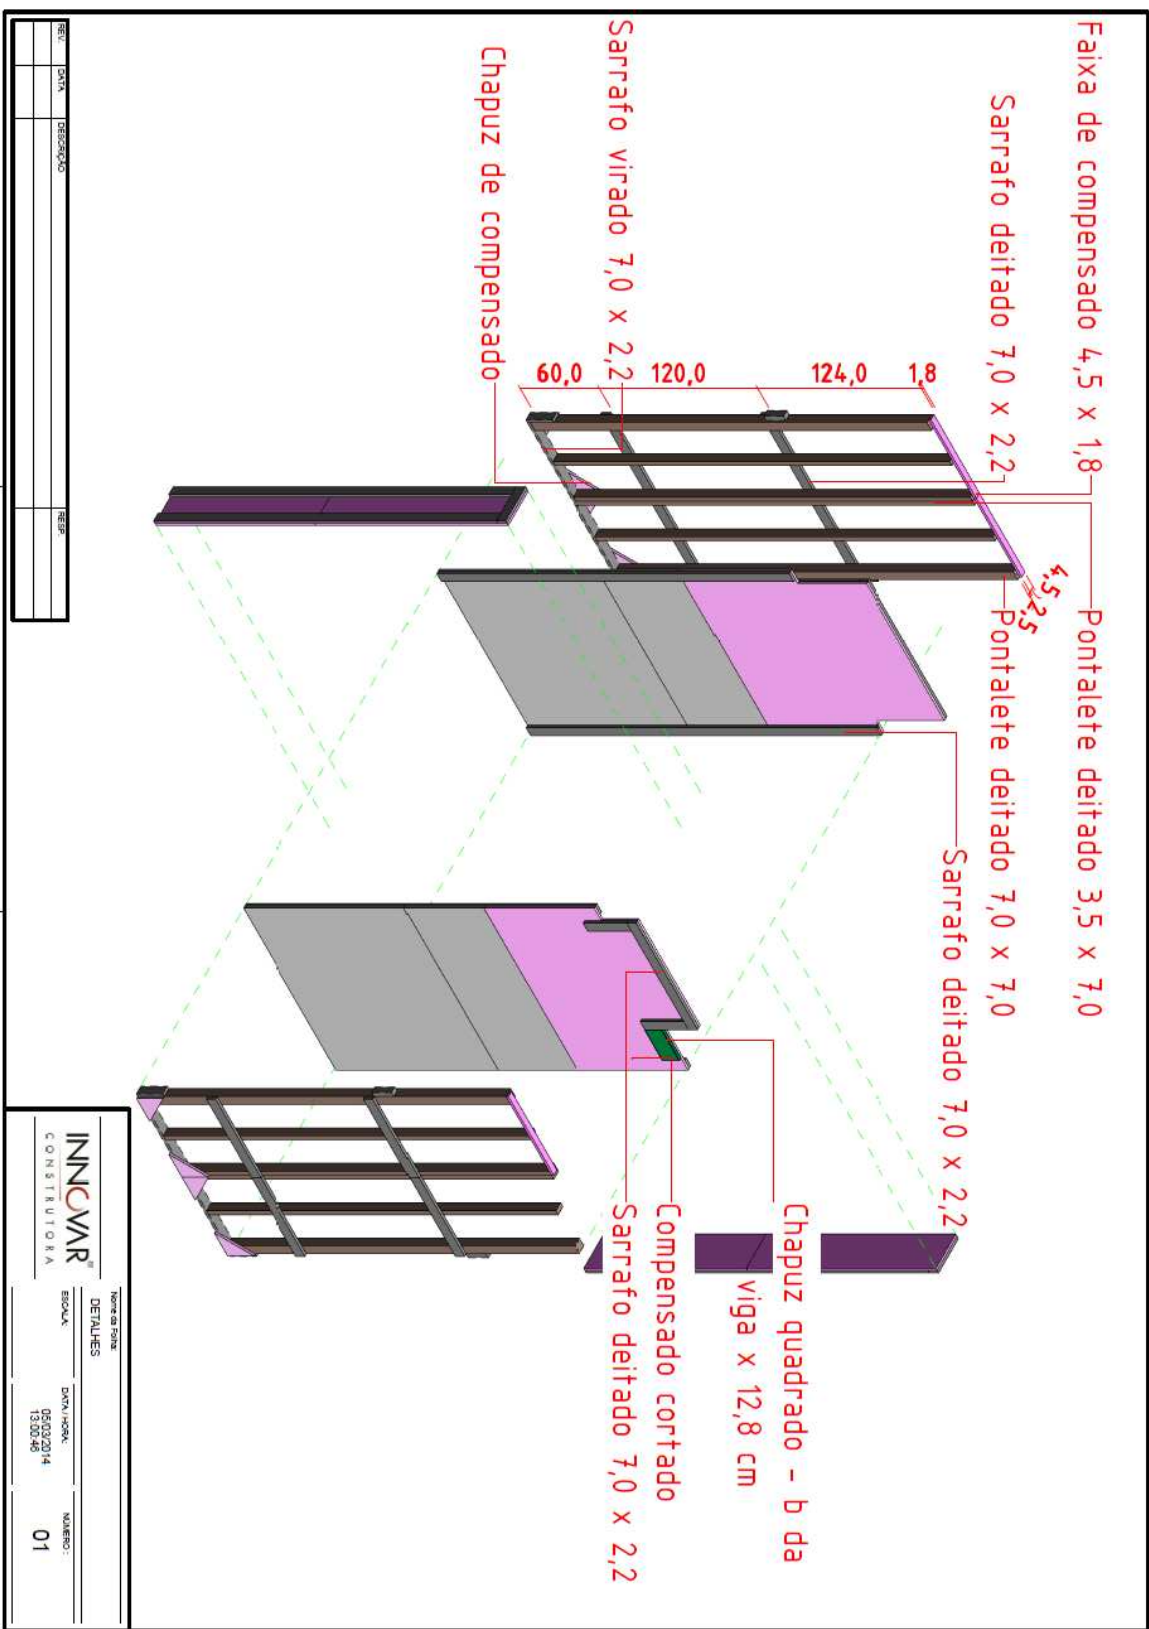 Faixa de compensado 4,5 x 1,8
Pontalete deitado 3,5 x 7,0
Sarrafo deitado 7,0 x 2,2
Pontalete deitado 7,0 x 7,0
Sarrafo deitado 7,0 x 2,2
Sarrafo virado 7,0 x 2,2
Chapuz de compensado
60,0
120,0
124,0
1,8
4,5
2,5
Chapuz quadrado - b da
viga x 12,8 cm
Compensado cortado
Sarrafo deitado 7,0 x 2,2
REV.
DATA
DESCRIÇÃO
RESP.
INNOVAR
CONSTRUTORA
Nome da Folha:
DETALHES
ESCALA:
DATA / HORA:
05/03/2014
13:00:46
NÚMERO :
01